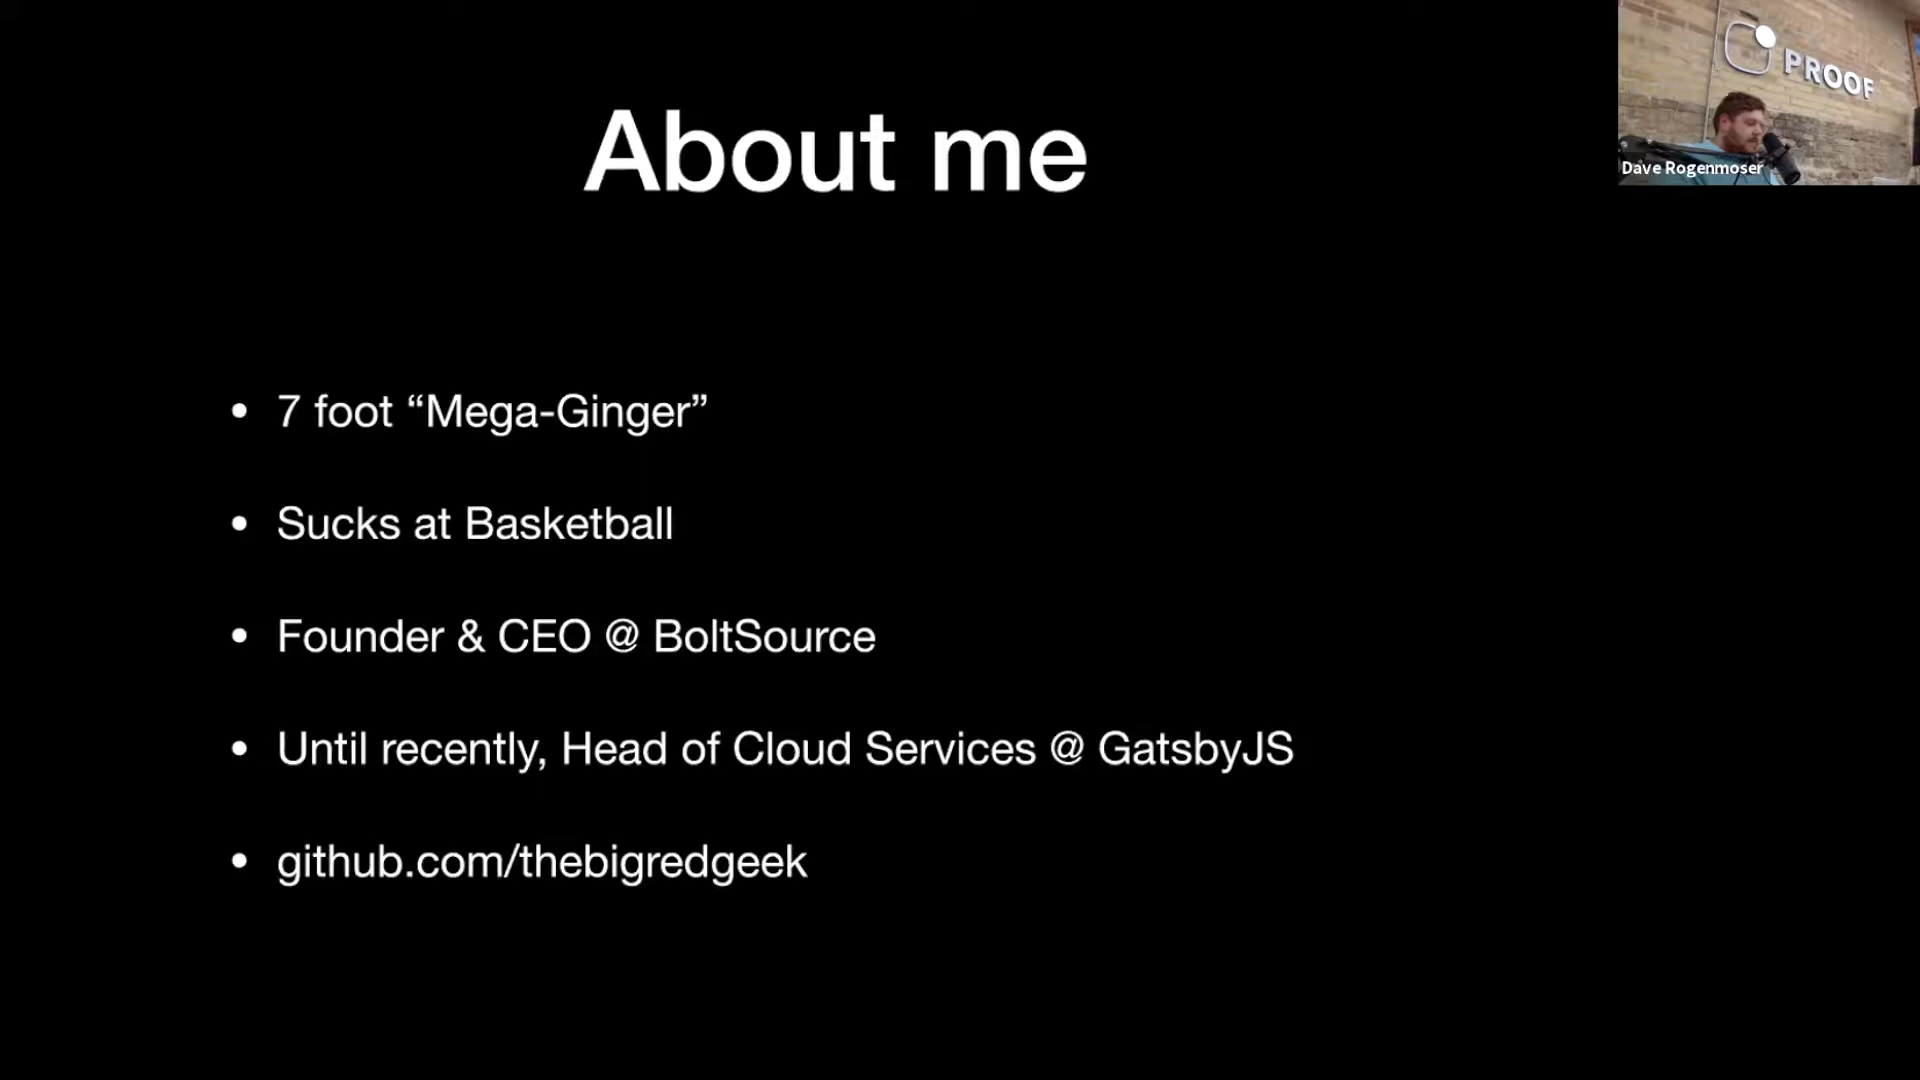 About me
PROOF
Dave Rogenmoser
• 7 foot “Mega-Ginger”
• Sucks at Basketball
• Founder & CEO @ BoltSource
• Until recently, Head of Cloud Services @ GatsbyJS
• github.com/thebigredgeek